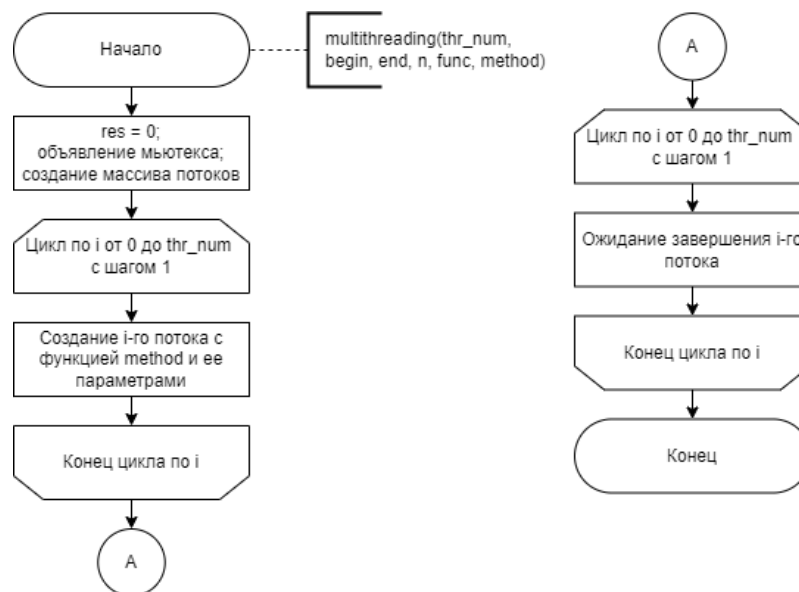 Начало
multithreading(thr_num,
begin, end, n, func, method)
res = 0;
объявление мьютекса;
создание массива потоков
Цикл по i от 0 до thr_num
с шагом 1
Создание i-го потока с
функцией method и ее
параметрами
Конец цикла по i
A
A
Цикл по i от 0 до thr_num
с шагом 1
Ожидание завершения i-го
потока
Конец цикла по i
Конец